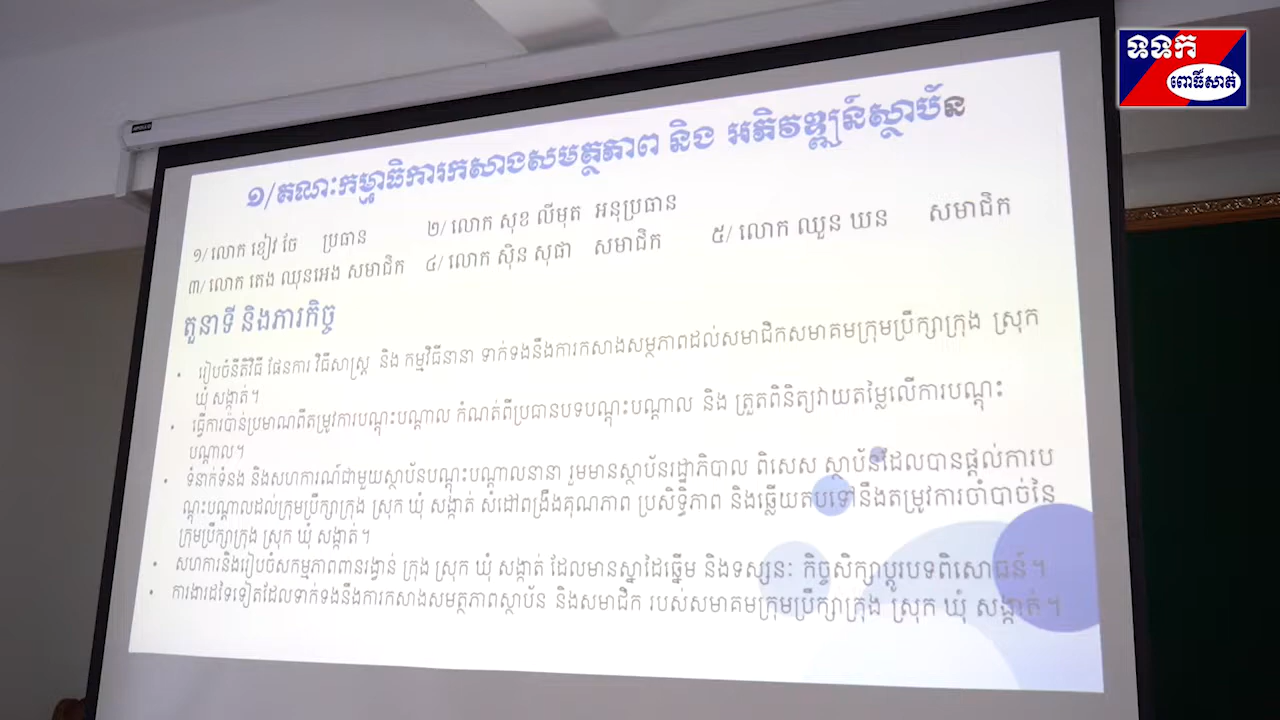 ទទក
ពោធិ៍សាត់
១/គណៈកម្មាធិការកសាងសមត្ថភាព និង អភិវឌ្ឍន៍ស្ថាប័ន
១/ លោក ខៀវ ចែ ប្រធាន ២/ លោក សុខ លីមុត អនុប្រធាន
៣/ លោក តេង ឈុនអេង សមាជិក ៤/ លោក ស៊ិន សុផា សមាជិក ៥/ លោក ឈួន ឃន សមាជិក
តួនាទី និងភារកិច្ច
• រៀបចំនីតិវិធី ផែនការ វិធីសាស្ត្រ និង កម្មវិធីនានា ទាក់ទងនឹងការកសាងសម្ថភាពដល់សមាជិកសមាគមក្រុមប្រឹក្សាក្រុង ស្រុក
ឃុំ សង្កាត់។
• ធ្វើការប៉ាន់ប្រមាណពីតម្រូវការបណ្តុះបណ្តាល កំណត់ពីប្រធានបទបណ្តុះបណ្តាល និង ត្រួតពិនិត្យវាយតម្លៃលើការបណ្តុះ
បណ្តាល។
• ទំនាក់ទំនង និងសហការណ៍ជាមួយស្ថាប័នបណ្តុះបណ្តាលនានា រួមមានស្ថាប័នរដ្ឋាភិបាល ពិសេស ស្ថាប័នដែលបានផ្តល់ការប
ណ្តុះបណ្តាលដល់ក្រុមប្រឹក្សាក្រុង ស្រុក ឃុំ សង្កាត់ សំដៅពង្រឹងគុណភាព ប្រសិទ្ធិភាព និងឆ្លើយតបទៅនឹងតម្រូវការចាំបាច់នៃ
ក្រុមប្រឹក្សាក្រុង ស្រុក ឃុំ សង្កាត់។
• សហការនិងរៀបចំសកម្មភាពពានរង្វាន់ ក្រុង ស្រុក ឃុំ សង្កាត់ ដែលមានស្នាដៃឆ្នើម និងទស្សនៈ កិច្ចសិក្សាប្តូរបទពិសោធន៍។
• ការងារដទៃទៀតដែលទាក់ទងនឹងការកសាងសមត្ថភាពស្ថាប័ន និងសមាជិក របស់សមាគមក្រុមប្រឹក្សាក្រុង ស្រុក ឃុំ សង្កាត់។